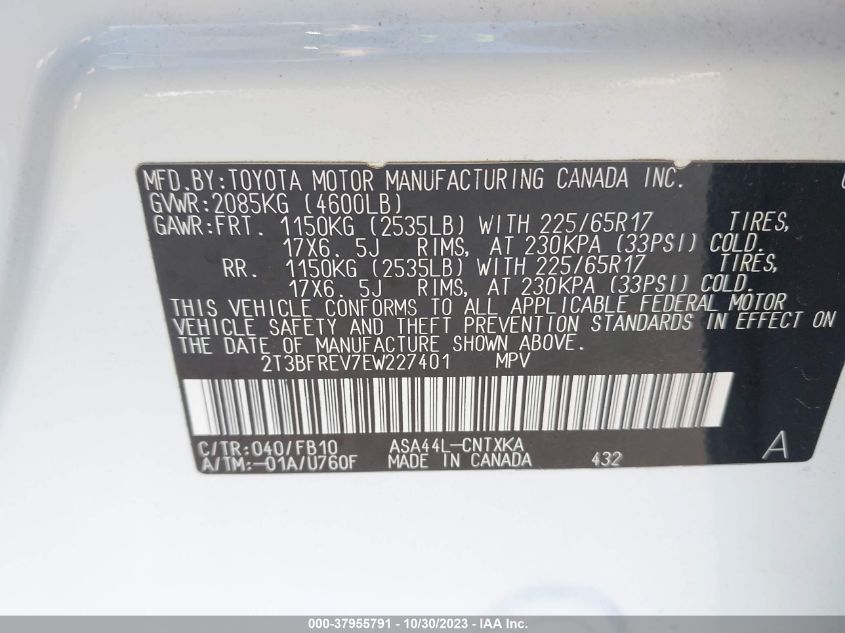 MFD.BY:TOYOTA MOTOR MANUFACTURING CANADA INC.
GVWR:2085KG (4600LB)
GAWR:FRT. 1150KG (2535LB) WITH 225/65R17 TIRES,
17X6. 5J RIMS, AT 230KPA (33PSI) COLD.
RR. 1150KG (2535LB) WITH 225/65R17 TIRES,
17X6. 5J RIMS, AT 230KPA (33PSI) COLD.
THIS VEHICLE CONFORMS TO ALL APPLICABLE FEDERAL MOTOR
VEHICLE SAFETY AND THEFT PREVENTION STANDARDS IN EFFECT ON
THE DATE OF MANUFACTURE SHOWN ABOVE.
2T3BFREV7EW227401 MPV
C/TR:040/FB10 ASA44L-CNTXKA
A/TM:-01A/U760F MADE IN CANADA 432 A
000-37955791 - 10/30/2023 - IAA Inc.